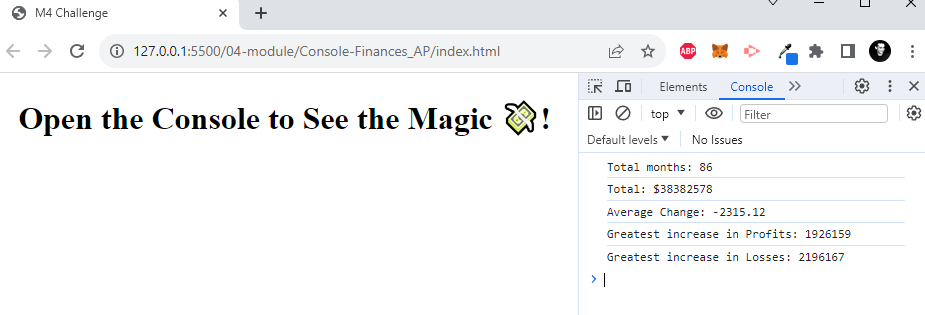 M4 Challenge
127.0.0.1:5500/04-module/Console-Finances_AP/index.html
ABP
Open the Console to See the Magic 💸!
Elements Console
top Filter
Default levels No Issues
Total months: 86
Total: $38382578
Average Change: -2315.12
Greatest increase in Profits: 1926159
Greatest increase in Losses: 2196167